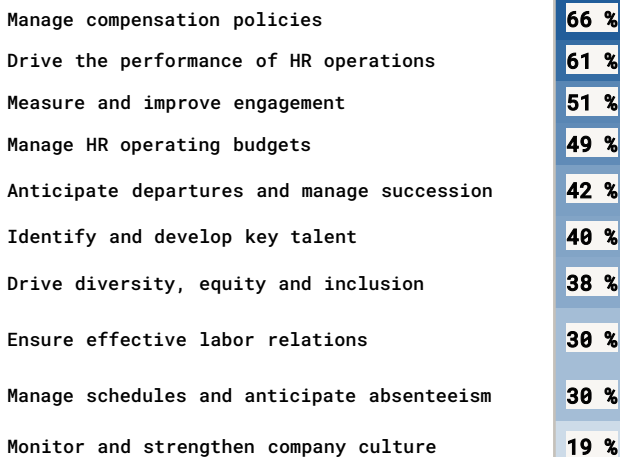 Manage compensation policies 66 %
Drive the performance of HR operations 61 %
Measure and improve engagement 51 %
Manage HR operating budgets 49 %
Anticipate departures and manage succession 42 %
Identify and develop key talent 40 %
Drive diversity, equity and inclusion 38 %
Ensure effective labor relations 30 %
Manage schedules and anticipate absenteeism 30 %
Monitor and strengthen company culture 19 %